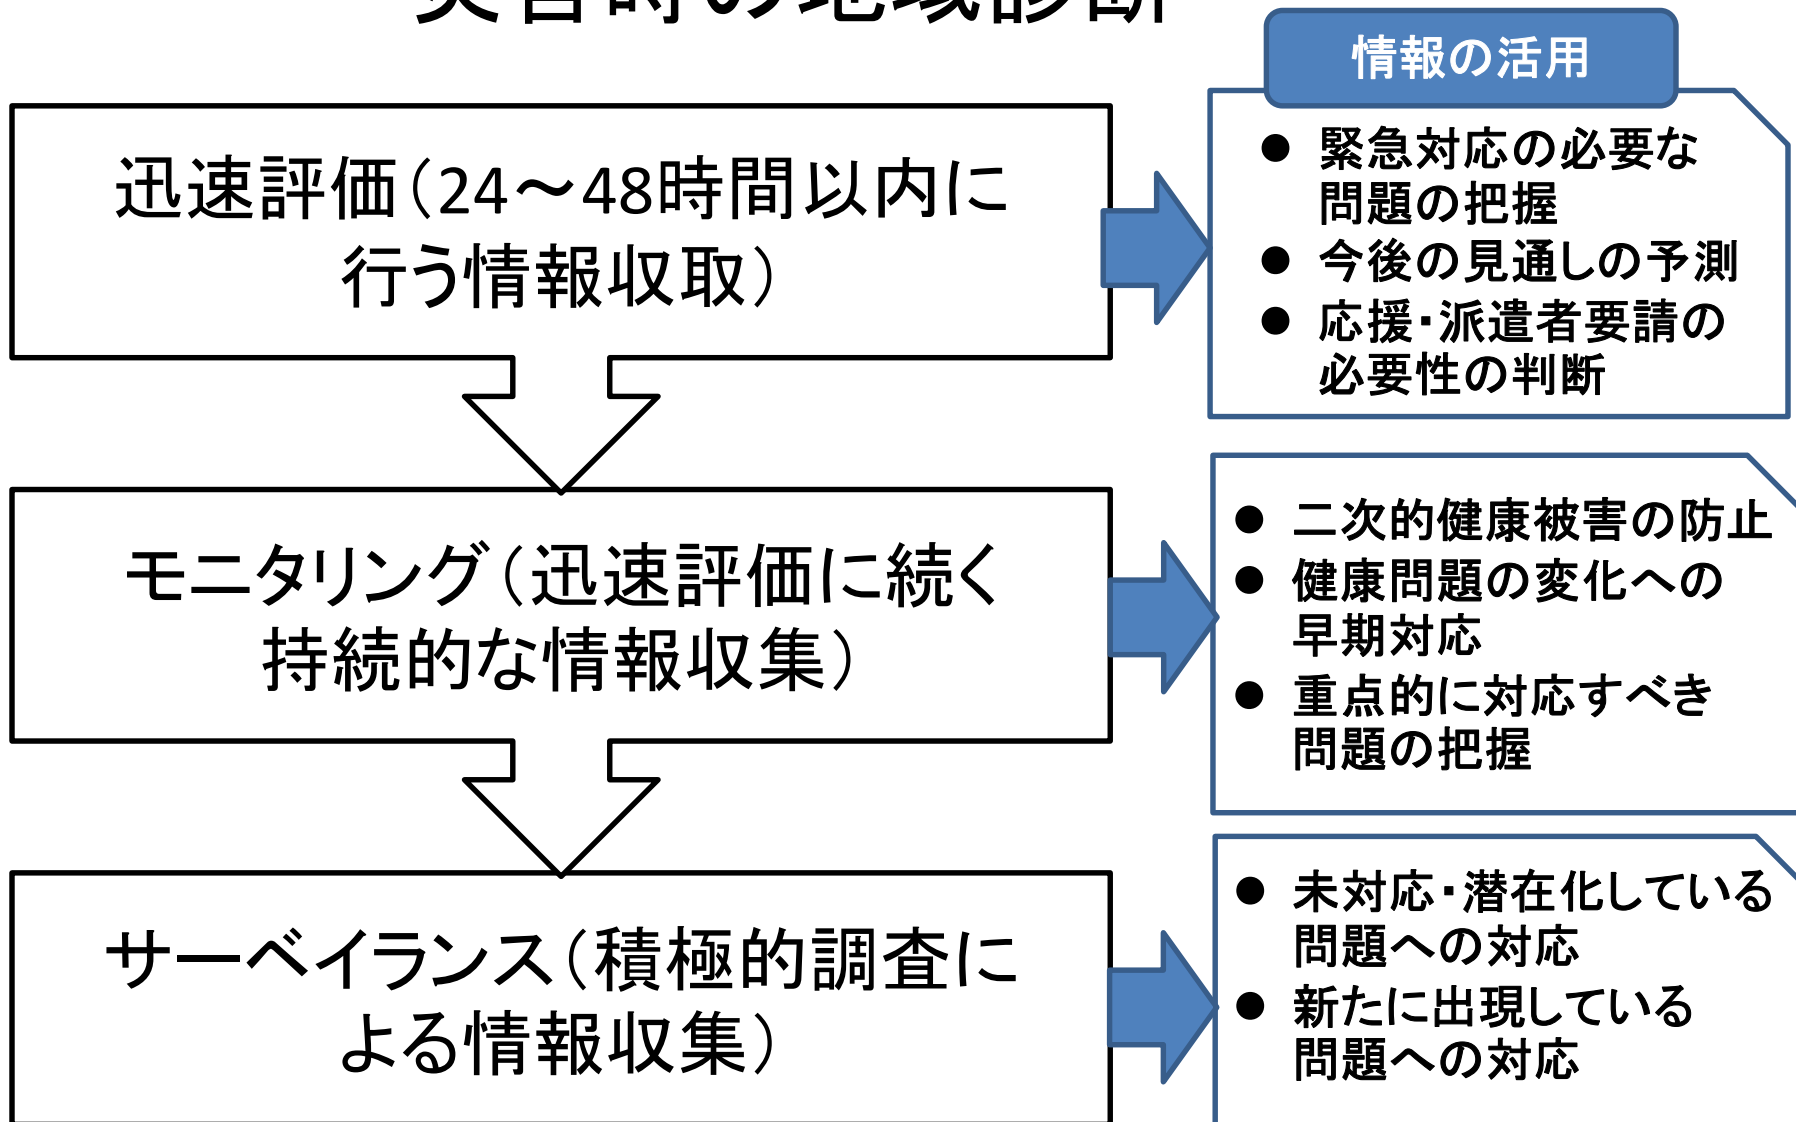 災害時の地域診断
情報の活用
迅速評価（24～48時間以内に
行う情報収取）
● 緊急対応の必要な
問題の把握
● 今後の見通しの予測
● 応援・派遣者要請の
必要性の判断
モニタリング（迅速評価に続く
持続的な情報収集）
● 二次的健康被害の防止
● 健康問題の変化への
早期対応
● 重点的に対応すべき
問題の把握
サーベイランス（積極的調査に
よる情報収集）
● 未対応・潜在化している
問題への対応
● 新たに出現している
問題への対応